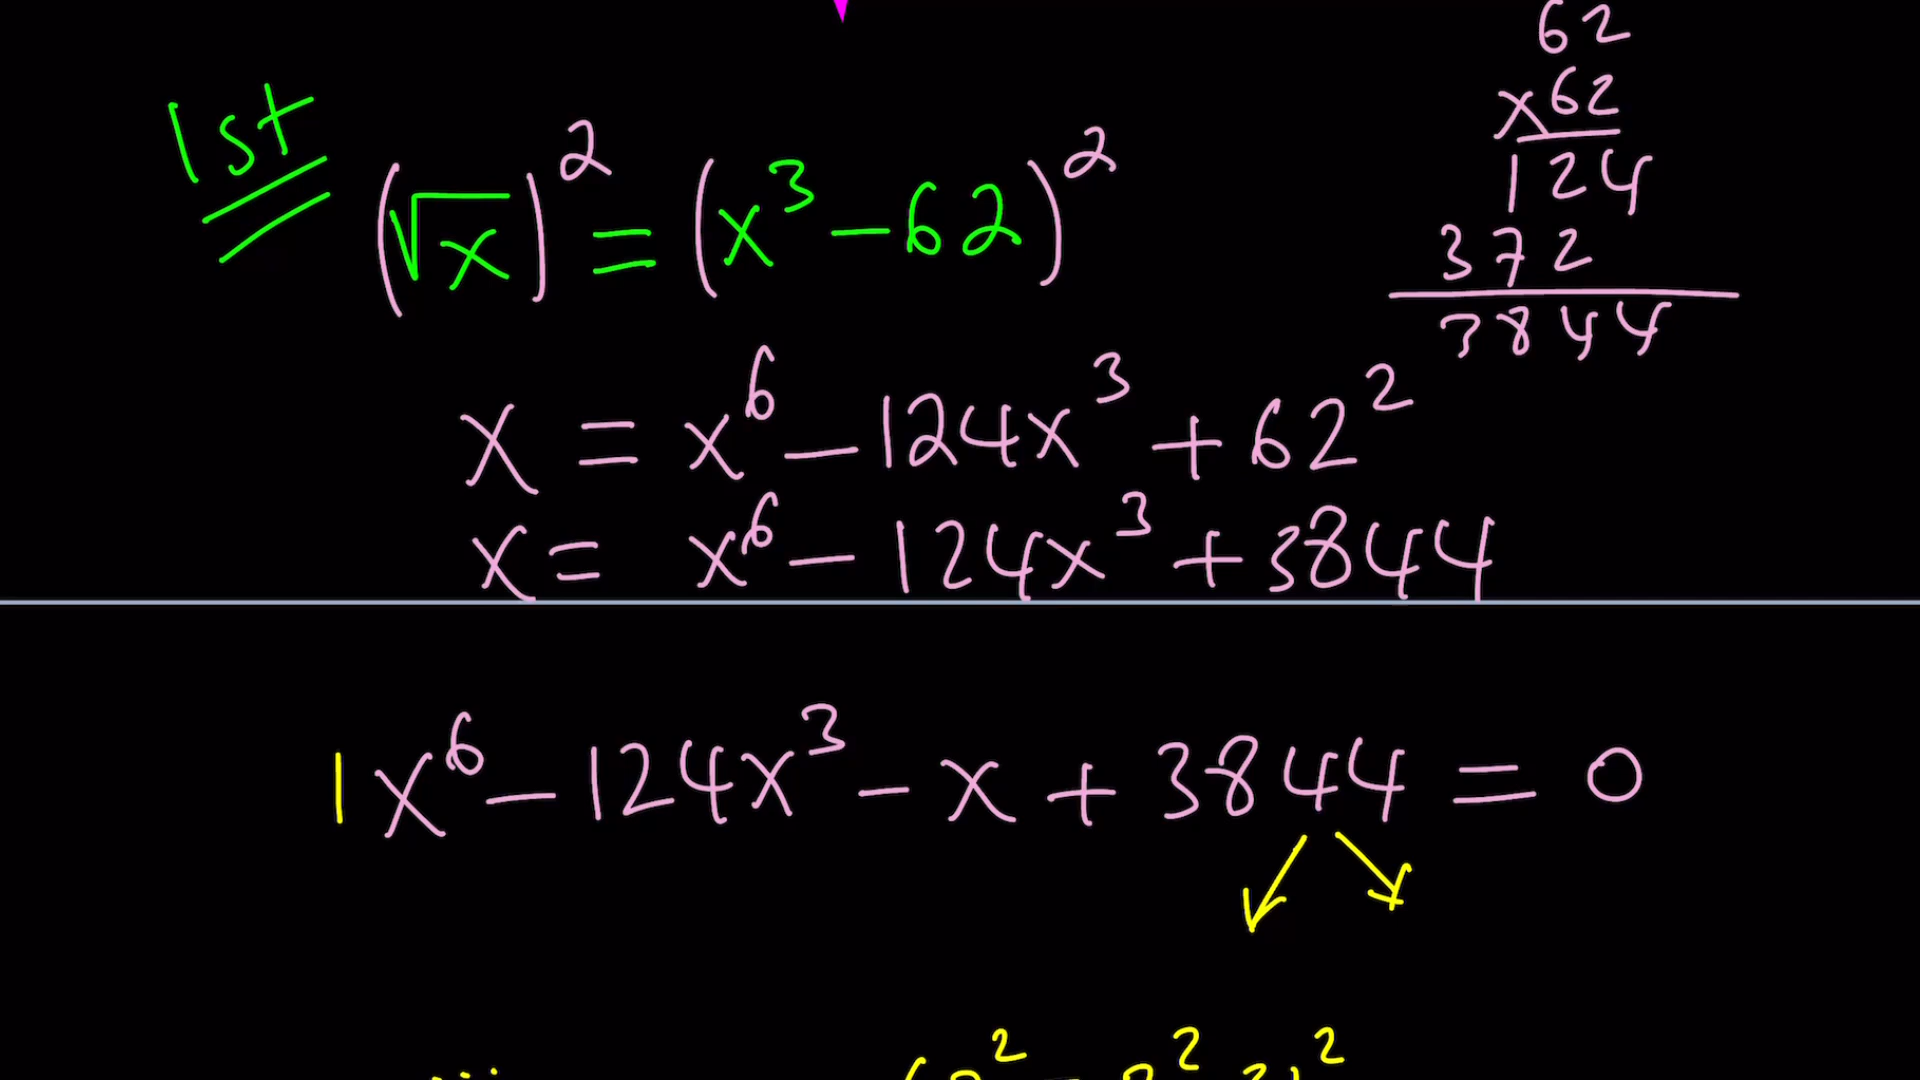 1st
(√x)² = (x³ − 62)²
62
x 62
124
372
3844
x = x⁶ − 124x³ + 62²
x = x⁶ − 124x³ + 3844
1x⁶ − 124x³ − x + 3844 = 0